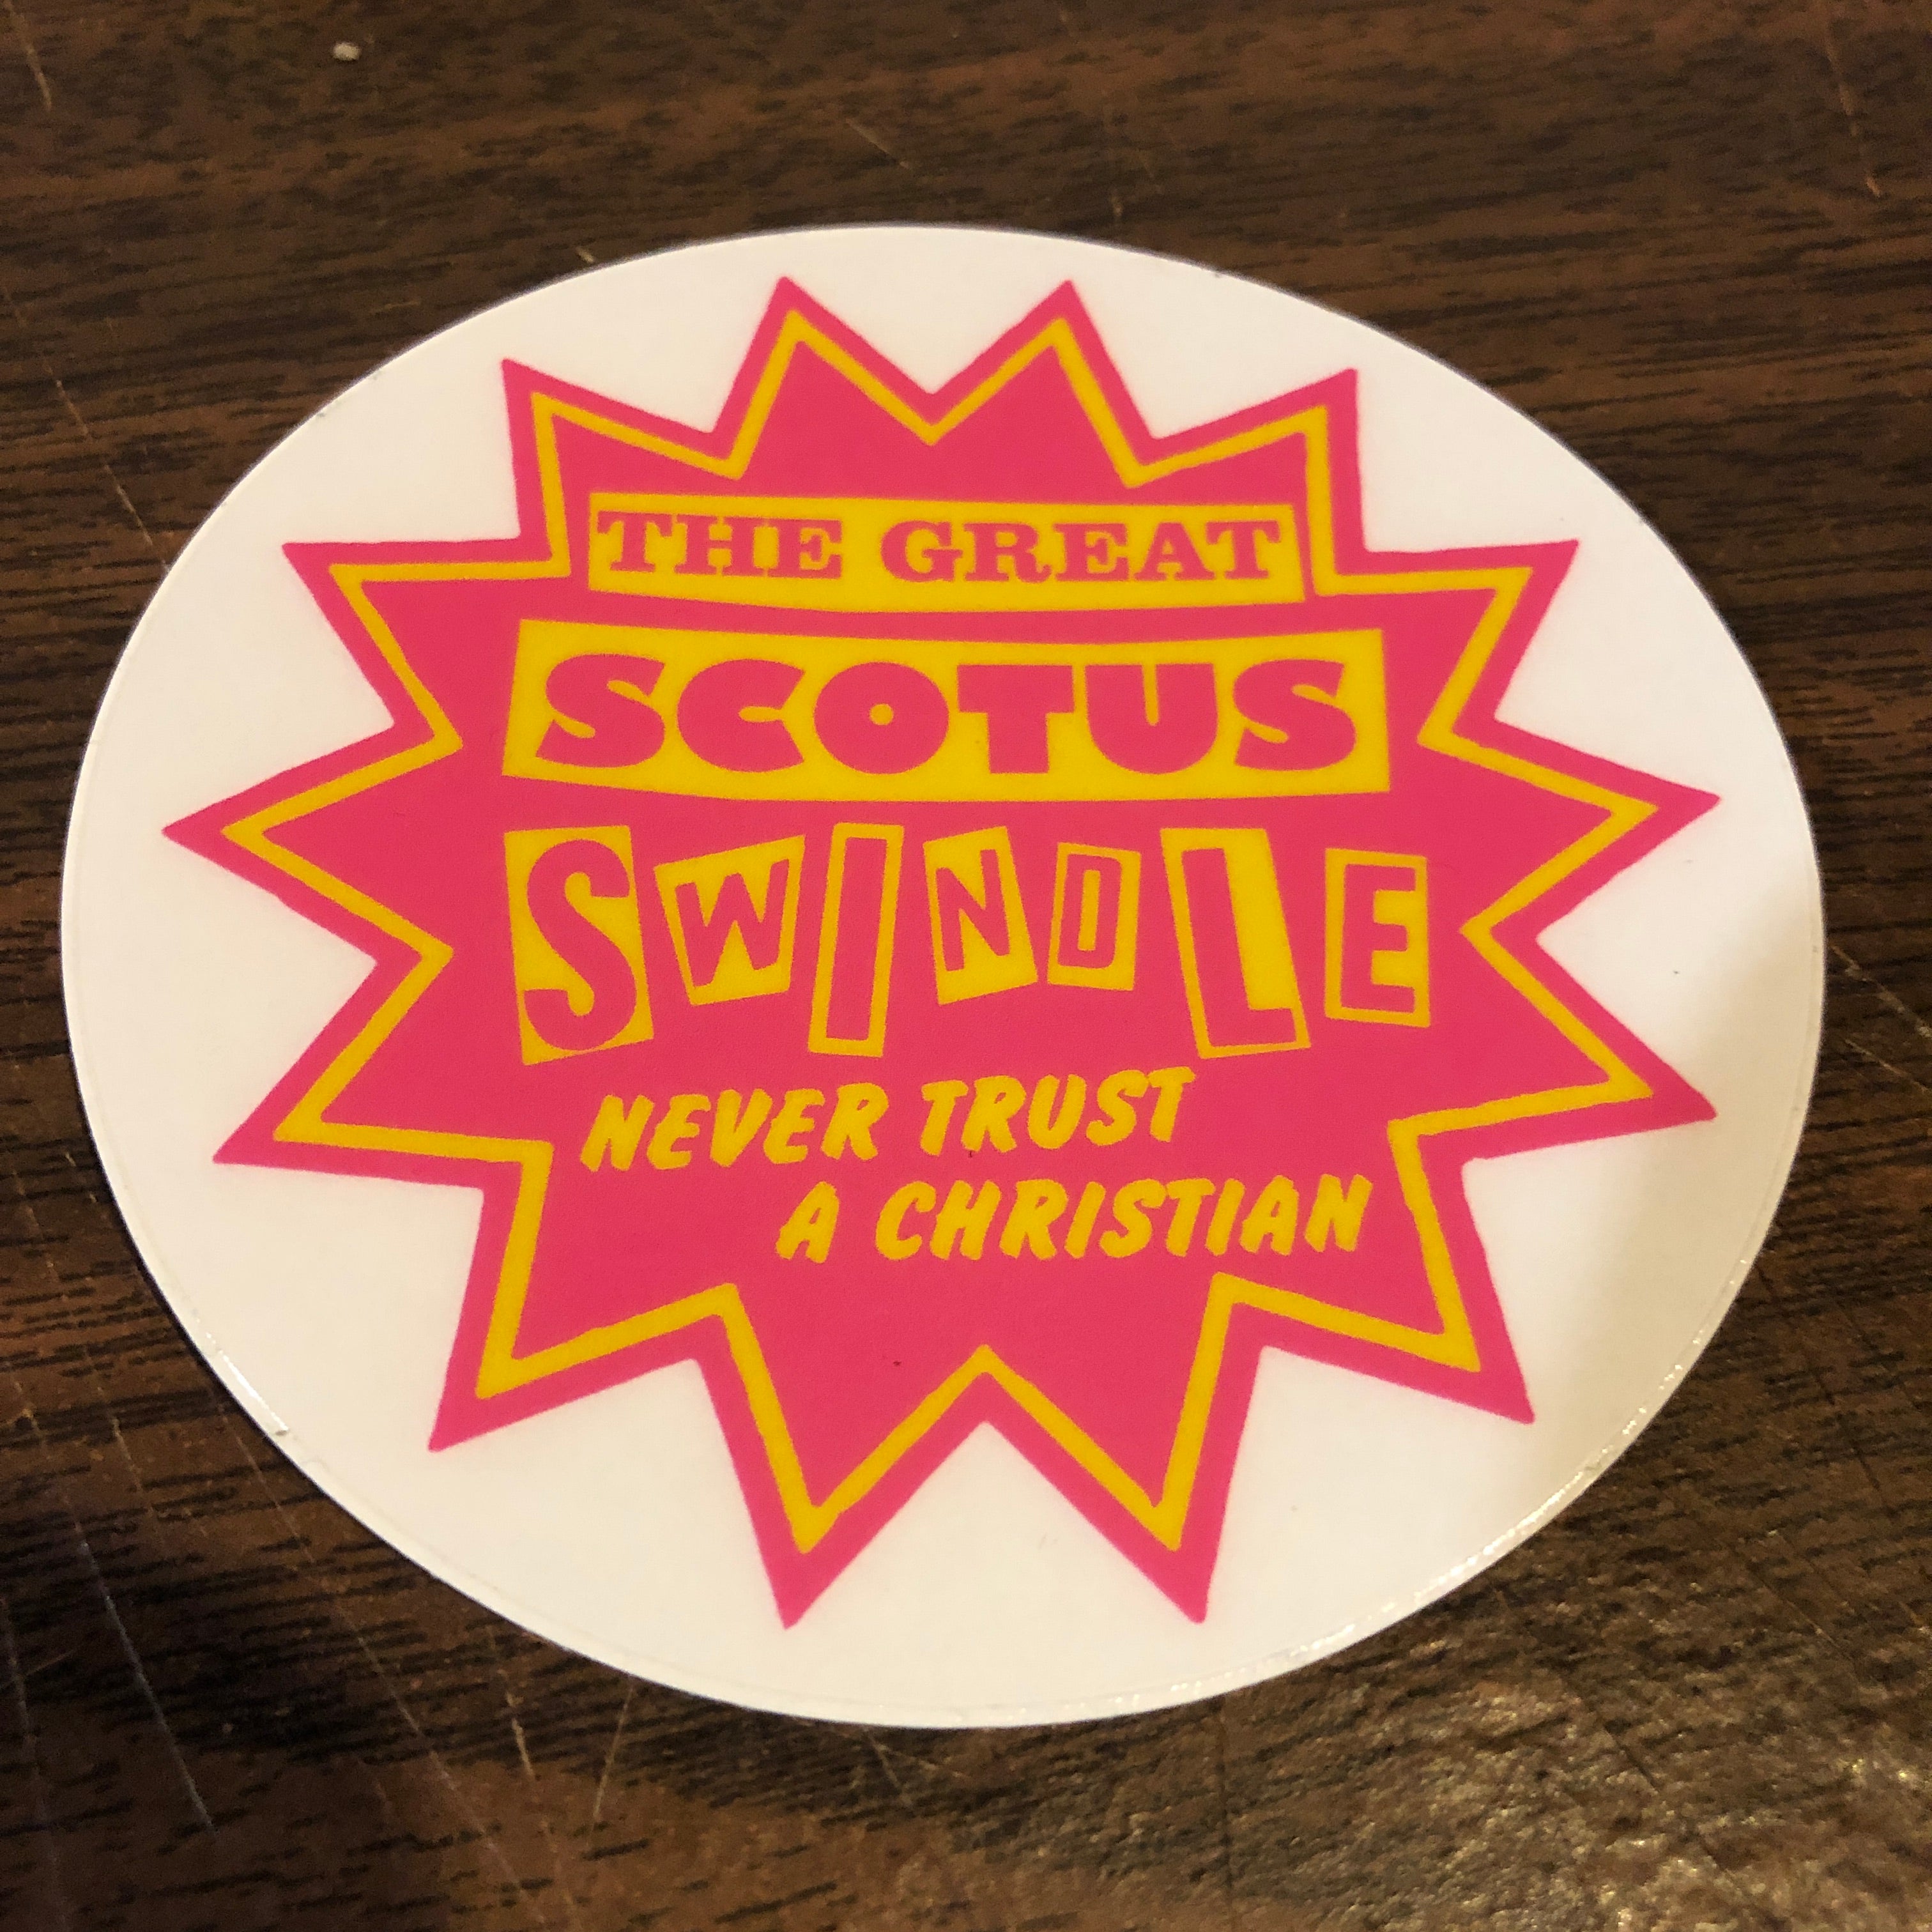 THE GREAT
SCOTUS
SWINDLE
NEVER TRUST
A CHRISTIAN